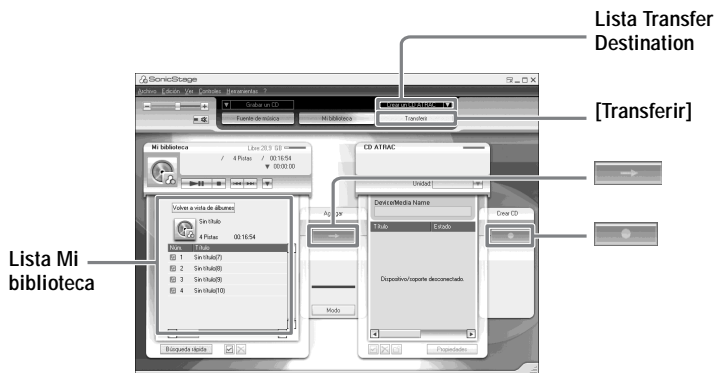 Lista Transfer
Destination
SonicStage
Archivo Edición Ver Controles Herramientas ?
Grabar un CD
Crear un CD ATRAC
Fuente de música
Mi biblioteca
Transferir
[Transferir]
Mi biblioteca
Libre 28,9 GB
/ 4 Pistas / 00:16:54
00:00:00
CD ATRAC
Unidad:
Volver a vista de álbumes
Sin título
4 Pistas 00:16:54
Núm. Título
1 Sin título(7)
2 Sin título(8)
3 Sin título(9)
4 Sin título(10)
Agregar
Modo
Device/Media Name
Título Estado
Dispositivo/soporte desconectado.
Crear CD
Lista Mi
biblioteca
Búsqueda rápida
Propiedades